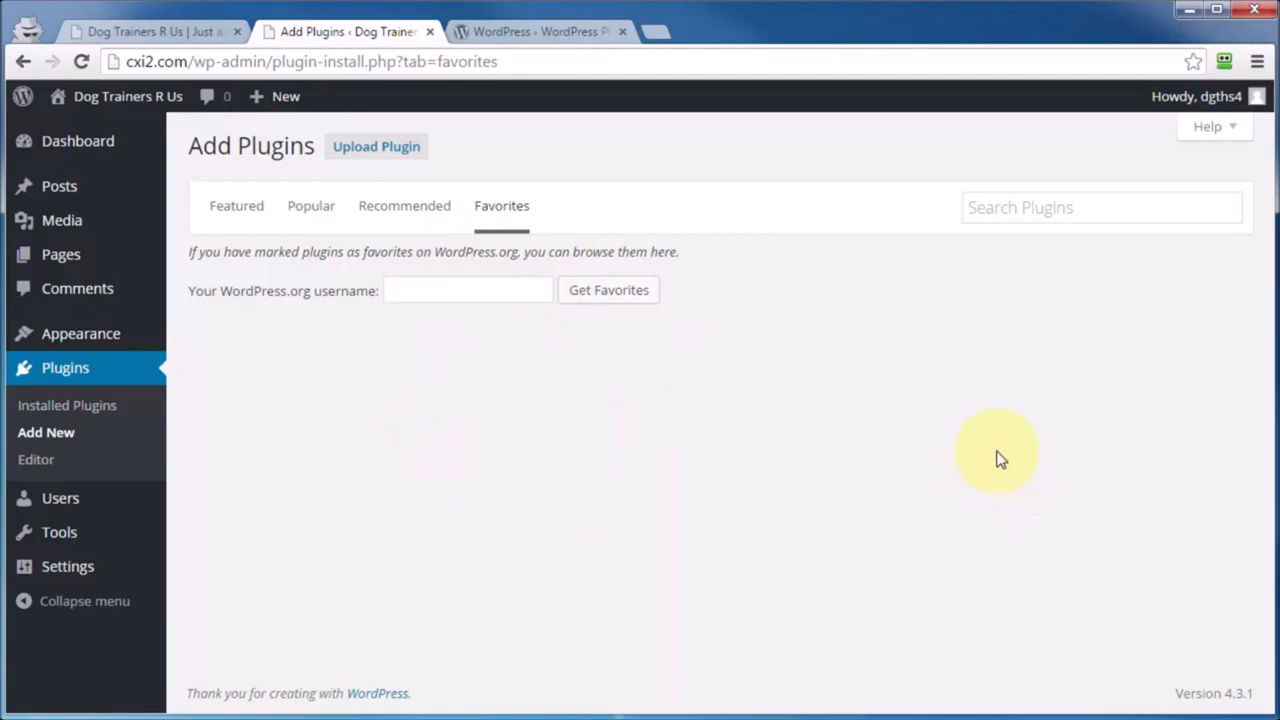 Dog Trainers R Us | Just a
Add Plugins ‹ Dog Trainer
WordPress › WordPress Pl
cxi2.com/wp-admin/plugin-install.php?tab=favorites
Dog Trainers R Us 0 New Howdy, dgths4
Dashboard
Posts
Media
Pages
Comments
Appearance
Plugins
Installed Plugins
Add New
Editor
Users
Tools
Settings
Collapse menu
Help
Add Plugins Upload Plugin
Featured Popular Recommended Favorites Search Plugins
If you have marked plugins as favorites on WordPress.org, you can browse them here.
Your WordPress.org username: Get Favorites
Thank you for creating with WordPress. Version 4.3.1